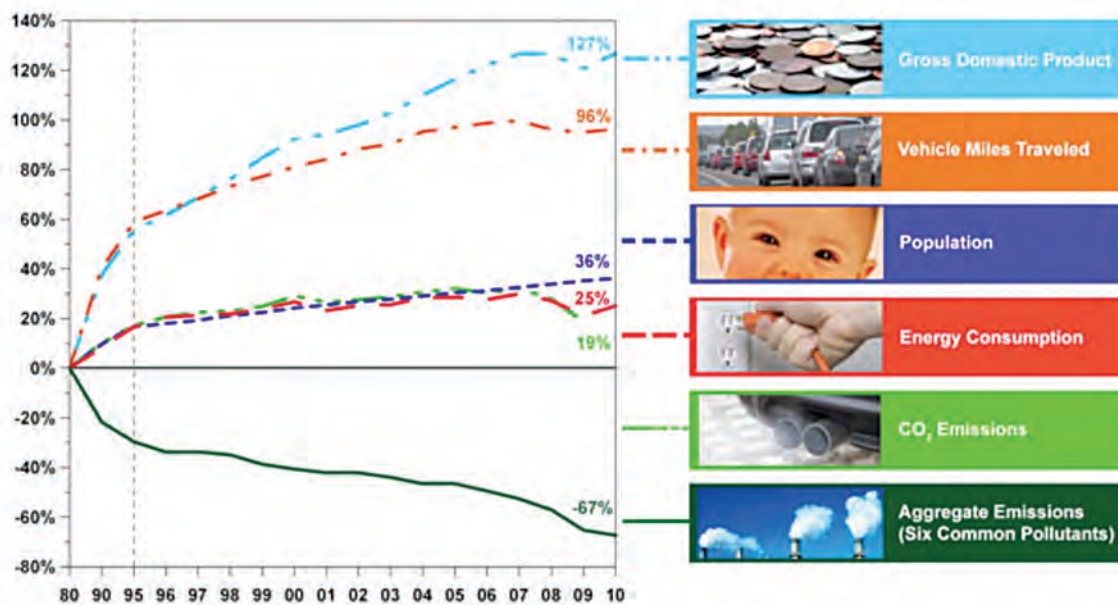 140%
120%
100%
80%
60%
40%
20%
0%
-20%
-40%
-60%
-80%
127%
96%
36%
25%
19%
-67%
80 90 95 96 97 98 99 00 01 02 03 04 05 06 07 08 09 10
Gross Domestic Product
Vehicle Miles Traveled
Population
Energy Consumption
CO₂ Emissions
Aggregate Emissions
(Six Common Pollutants)